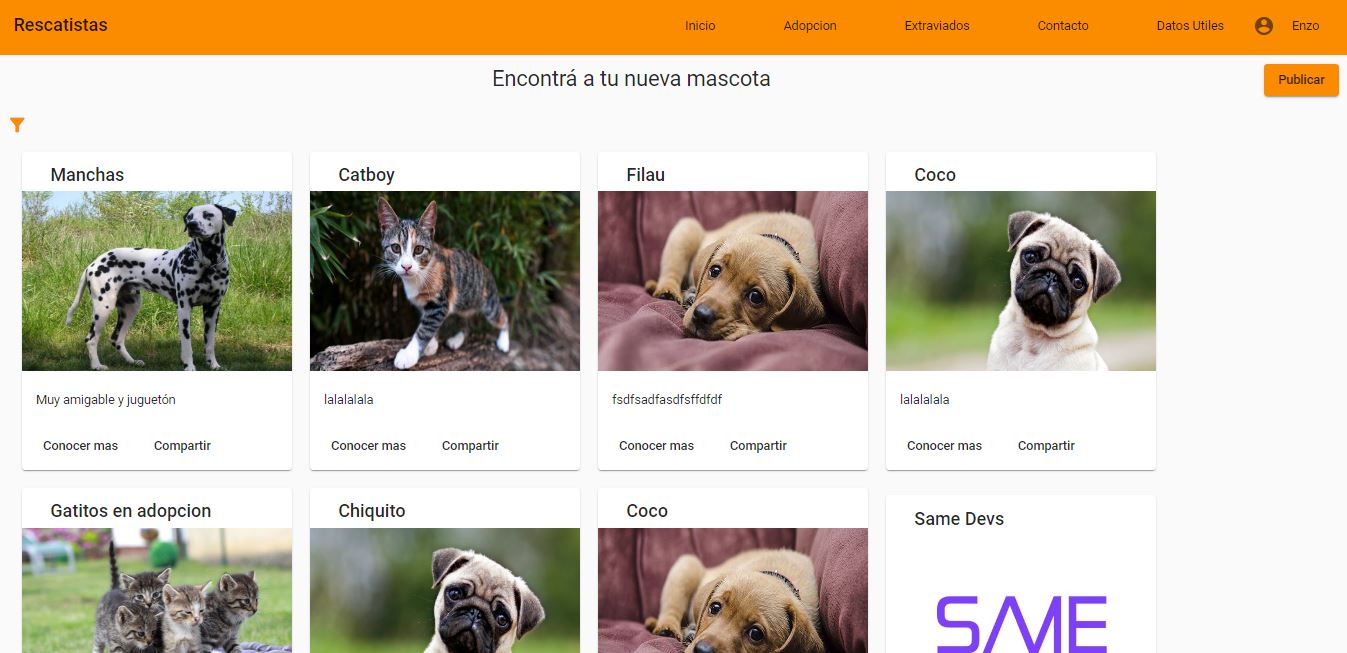 Rescatistas Inicio Adopcion Extraviados Contacto Datos Utiles Enzo
Encontrá a tu nueva mascota Publicar
Manchas Catboy Filau Coco
Muy amigable y juguetón lalalalala fsdfsadfasdfsffdfdf lalalalala
Conocer mas Compartir Conocer mas Compartir Conocer mas Compartir Conocer mas Compartir
Gatitos en adopcion Chiquito Coco Same Devs
SAME